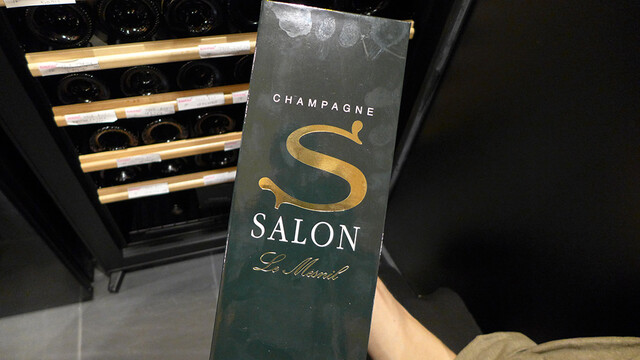 CHAMPAGNE
S
SALON
Le Mesnil